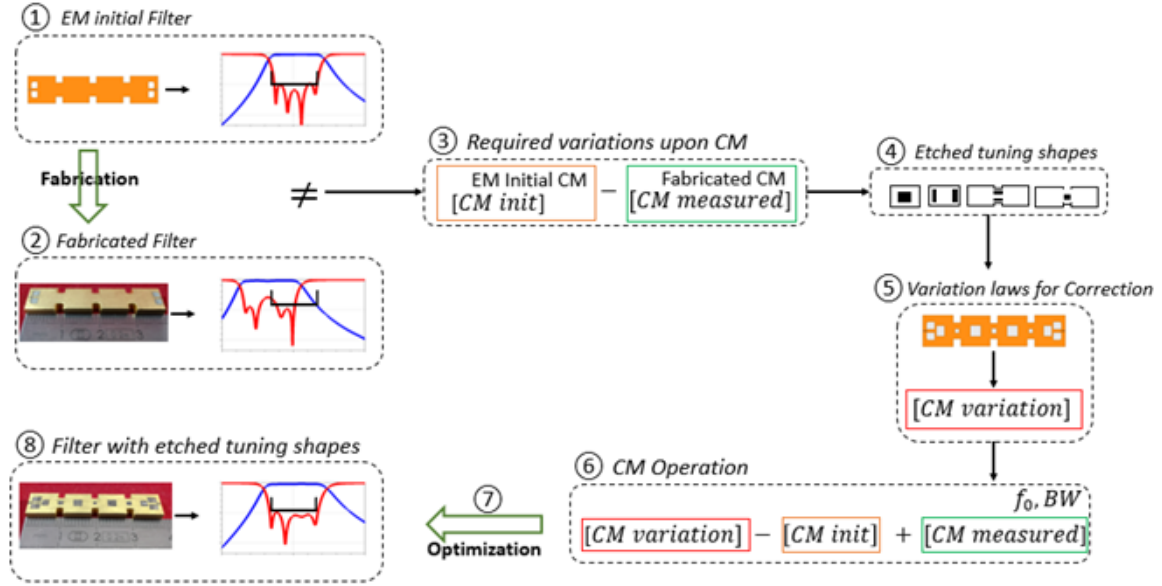 ① EM initial Filter
Fabrication
② Fabricated Filter
≠
③ Required variations upon CM
EM Initial CM
[CM init]
−
Fabricated CM
[CM measured]
④ Etched tuning shapes
⑤ Variation laws for Correction
[CM variation]
⑥ CM Operation
f₀, BW
[CM variation] − [CM init] + [CM measured]
⑦
Optimization
⑧ Filter with etched tuning shapes